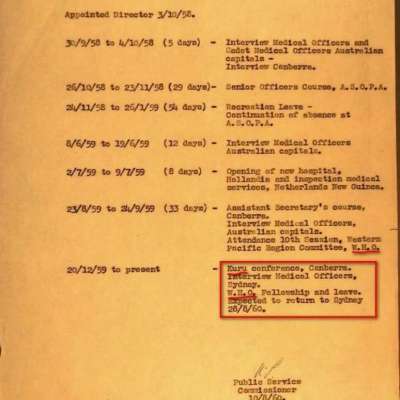 Appointed Director 3/10/58.
30/9/58 to 4/10/58 (5 days) - Interview Medical Officers and
Cadet Medical Officers Australian
capitals -
Interview Canberra.
26/10/58 to 23/11/58 (29 days)- Senior Officers Course, A.S.O.P.A.
24/11/58 to 26/1/59 (54 days) - Recreation Leave -
Continuation of absence at
A.S.O.P.A.
8/6/59 to 19/6/59 (12 days) - Interview Medical Officers
Australian capitals.
2/7/59 to 9/7/59 (8 days) - Opening of new hospital,
Hollandia and inspection medical
services, Netherlands New Guinea.
23/8/59 to 24/9/59 (33 days) - Assistant Secretary's course,
Canberra.
Interview Medical Officers,
Australian capitals.
Attendance 10th Session, Western
Pacific Region Committee, W.H.O.
20/12/59 to present - Kuru conference, Canberra.
Interview Medical Officers,
Sydney.
W.H.O. Fellowship and leave.
Expected to return to Sydney
28/8/60.
Public Service
Commissioner
10/8/60.